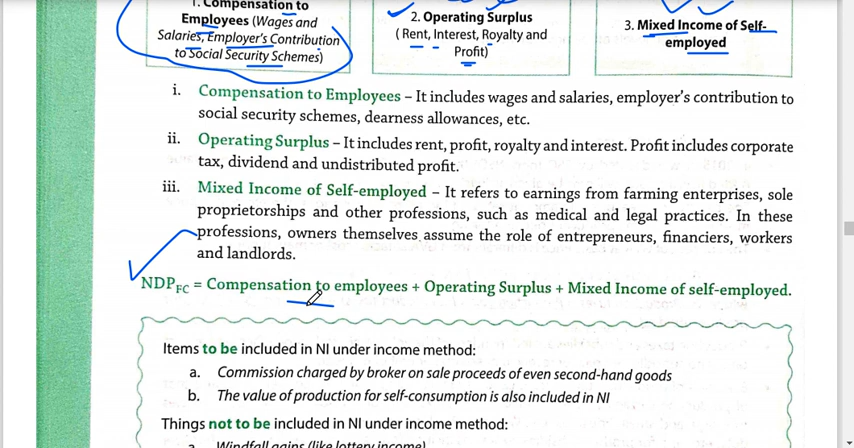 1. Compensation to
Employees (Wages and
Salaries, Employer's Contribution
to Social Security Schemes)
2. Operating Surplus
( Rent, Interest, Royalty and
Profit)
3. Mixed Income of Self-
employed
i. Compensation to Employees – It includes wages and salaries, employer's contribution to
social security schemes, dearness allowances, etc.
ii. Operating Surplus – It includes rent, profit, royalty and interest. Profit includes corporate
tax, dividend and undistributed profit.
iii. Mixed Income of Self-employed – It refers to earnings from farming enterprises, sole
proprietorships and other professions, such as medical and legal practices. In these
professions, owners themselves assume the role of entrepreneurs, financiers, workers
and landlords.
NDP FC = Compensation to employees + Operating Surplus + Mixed Income of self-employed.
Items to be included in NI under income method:
a. Commission charged by broker on sale proceeds of even second-hand goods
b. The value of production for self-consumption is also included in NI
Things not to be included in NI under income method:
a. Windfall gains (like lottery income)